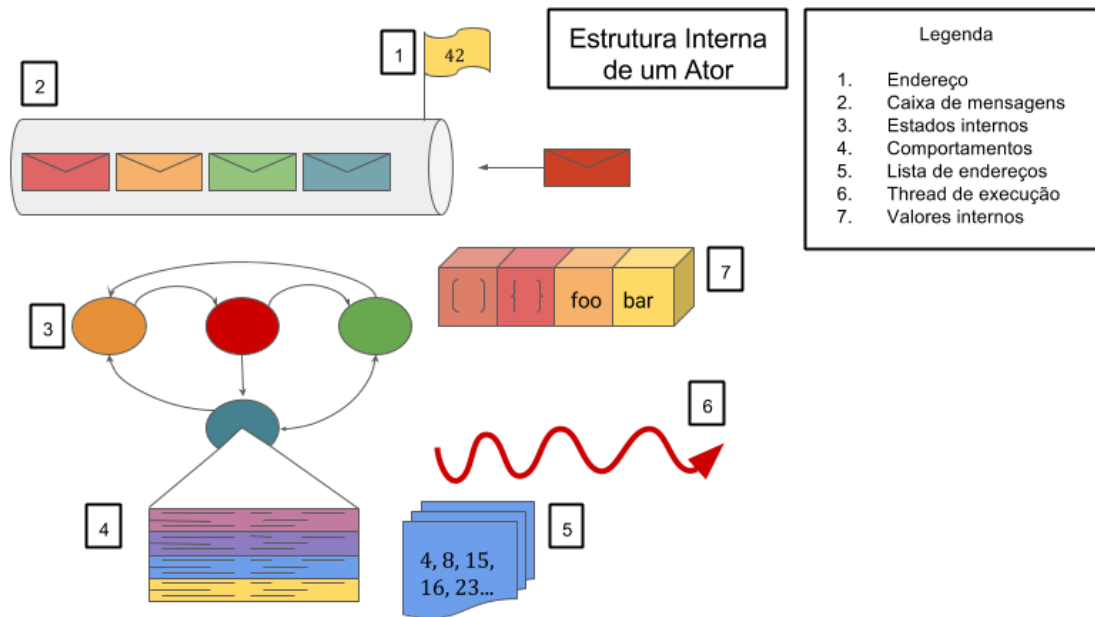 1
42
Estrutura Interna
de um Ator
Legenda
1. Endereço
2. Caixa de mensagens
3. Estados internos
4. Comportamentos
5. Lista de endereços
6. Thread de execução
7. Valores internos
2
7
( ) { } foo bar
3
6
4
5
4, 8, 15,
16, 23...